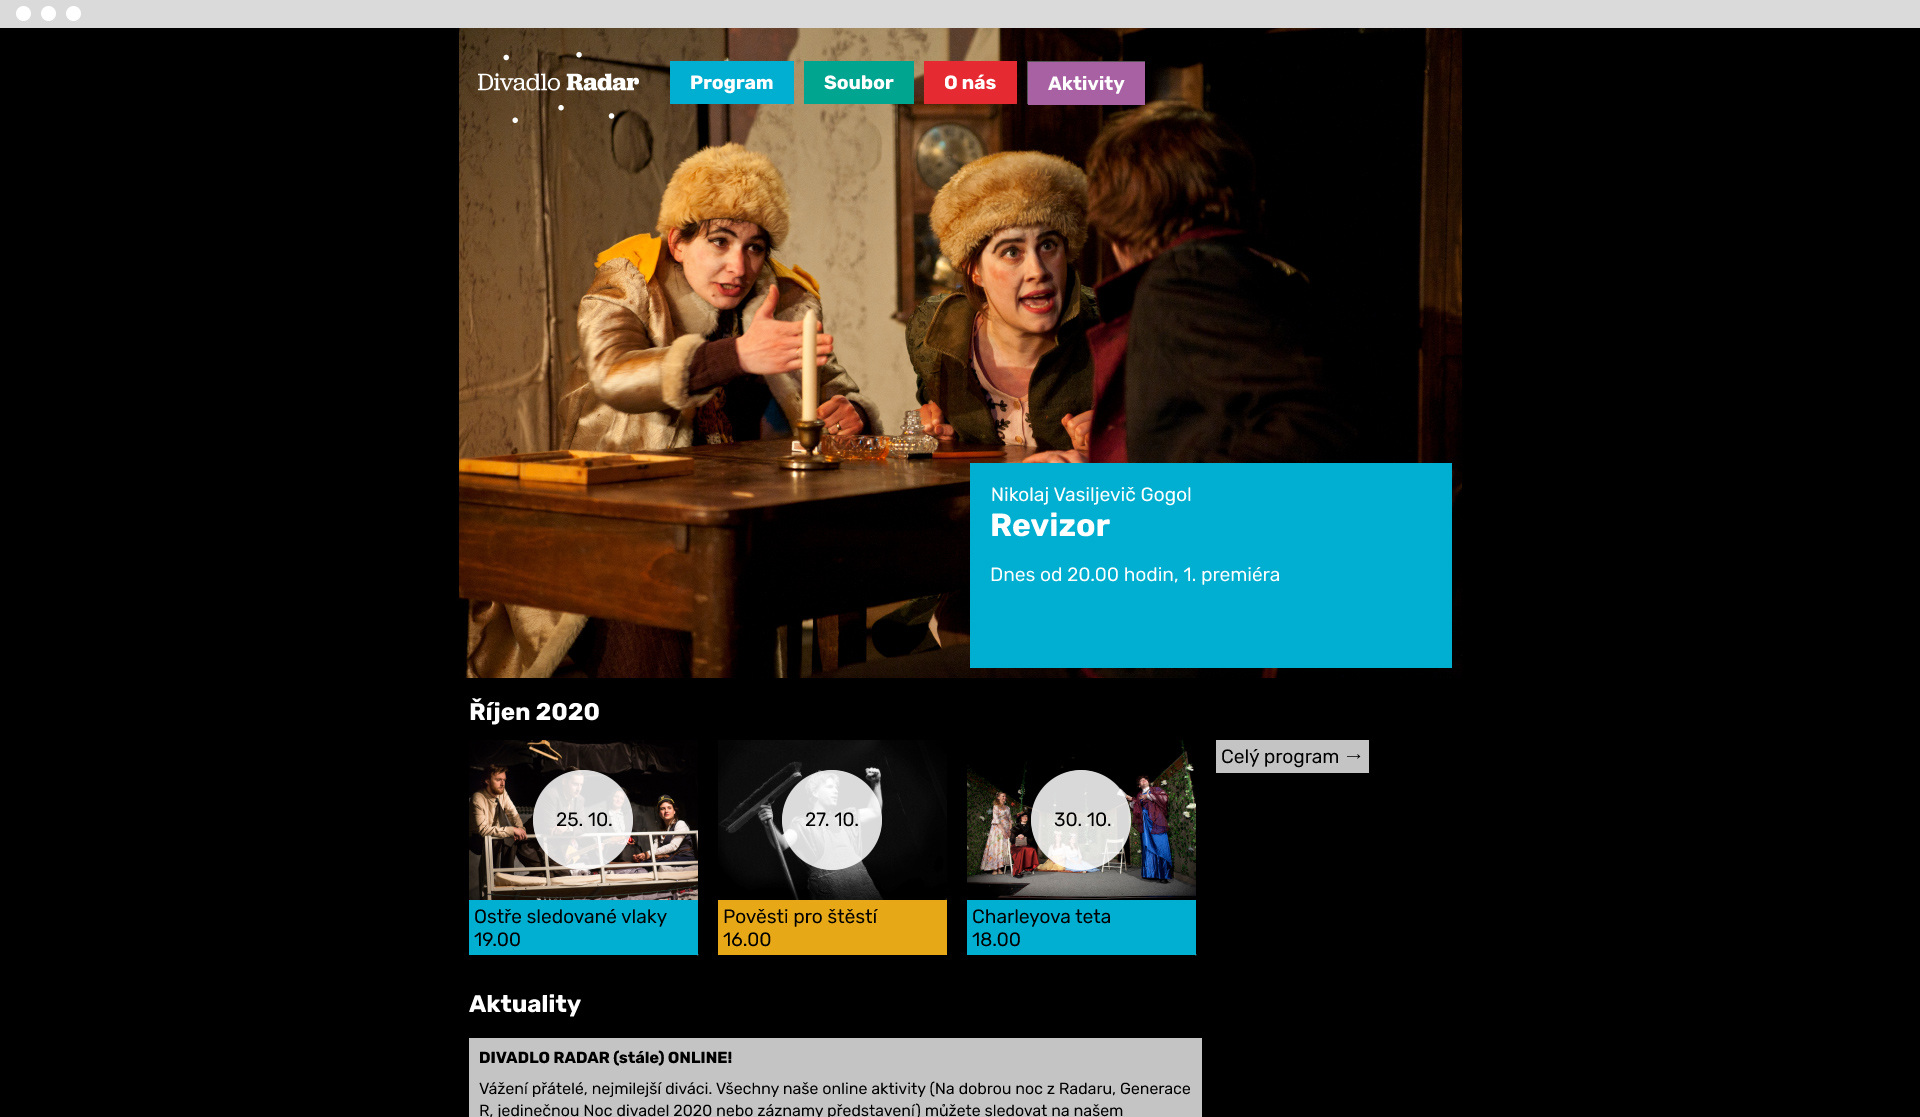 Divadlo Radar
Program
Soubor
O nás
Aktivity
Nikolaj Vasiljevič Gogol
Revizor
Dnes od 20.00 hodin, 1. premiéra
Říjen 2020
25. 10.
27. 10.
30. 10.
Celý program →
Ostře sledované vlaky
19.00
Pověsti pro štěstí
16.00
Charleyova teta
18.00
Aktuality
DIVADLO RADAR (stále) ONLINE!
Vážení přátelé, nejmilejší diváci. Všechny naše online aktivity (Na dobrou noc z Radaru, Generace
R, jedinečnou Noc divadel 2020 nebo záznamy představení) můžete sledovat na našem